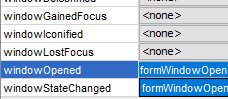 windowGainedFocus <none>
windowIconified <none>
windowLostFocus <none>
windowOpened formWindowOpen
windowStateChanged formWindowOpen